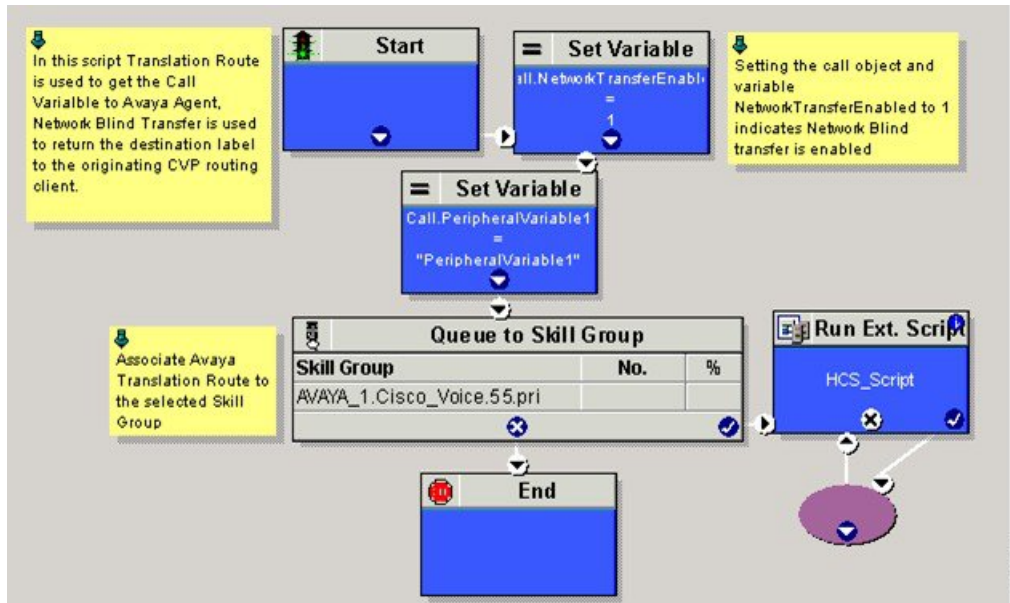 In this script Translation Route
is used to get the Call
Varialble to Avaya Agent,
Network Blind Transfer is used
to return the destination label
to the originating CVP routing
client.
Start
= Set Variable
all.NetworkTransferEnabl
=
1
Setting the call object and
variable
NetworkTransferEnabled to 1
indicates Network Blind
transfer is enabled
= Set Variable
Call.PeripheralVariable1
=
"PeripheralVariable1"
Associate Avaya
Translation Route to
the selected Skill
Group
Queue to Skill Group
Skill Group No. %
AVAYA_1.Cisco_Voice.55.pri
Run Ext. Script
HCS_Script
End